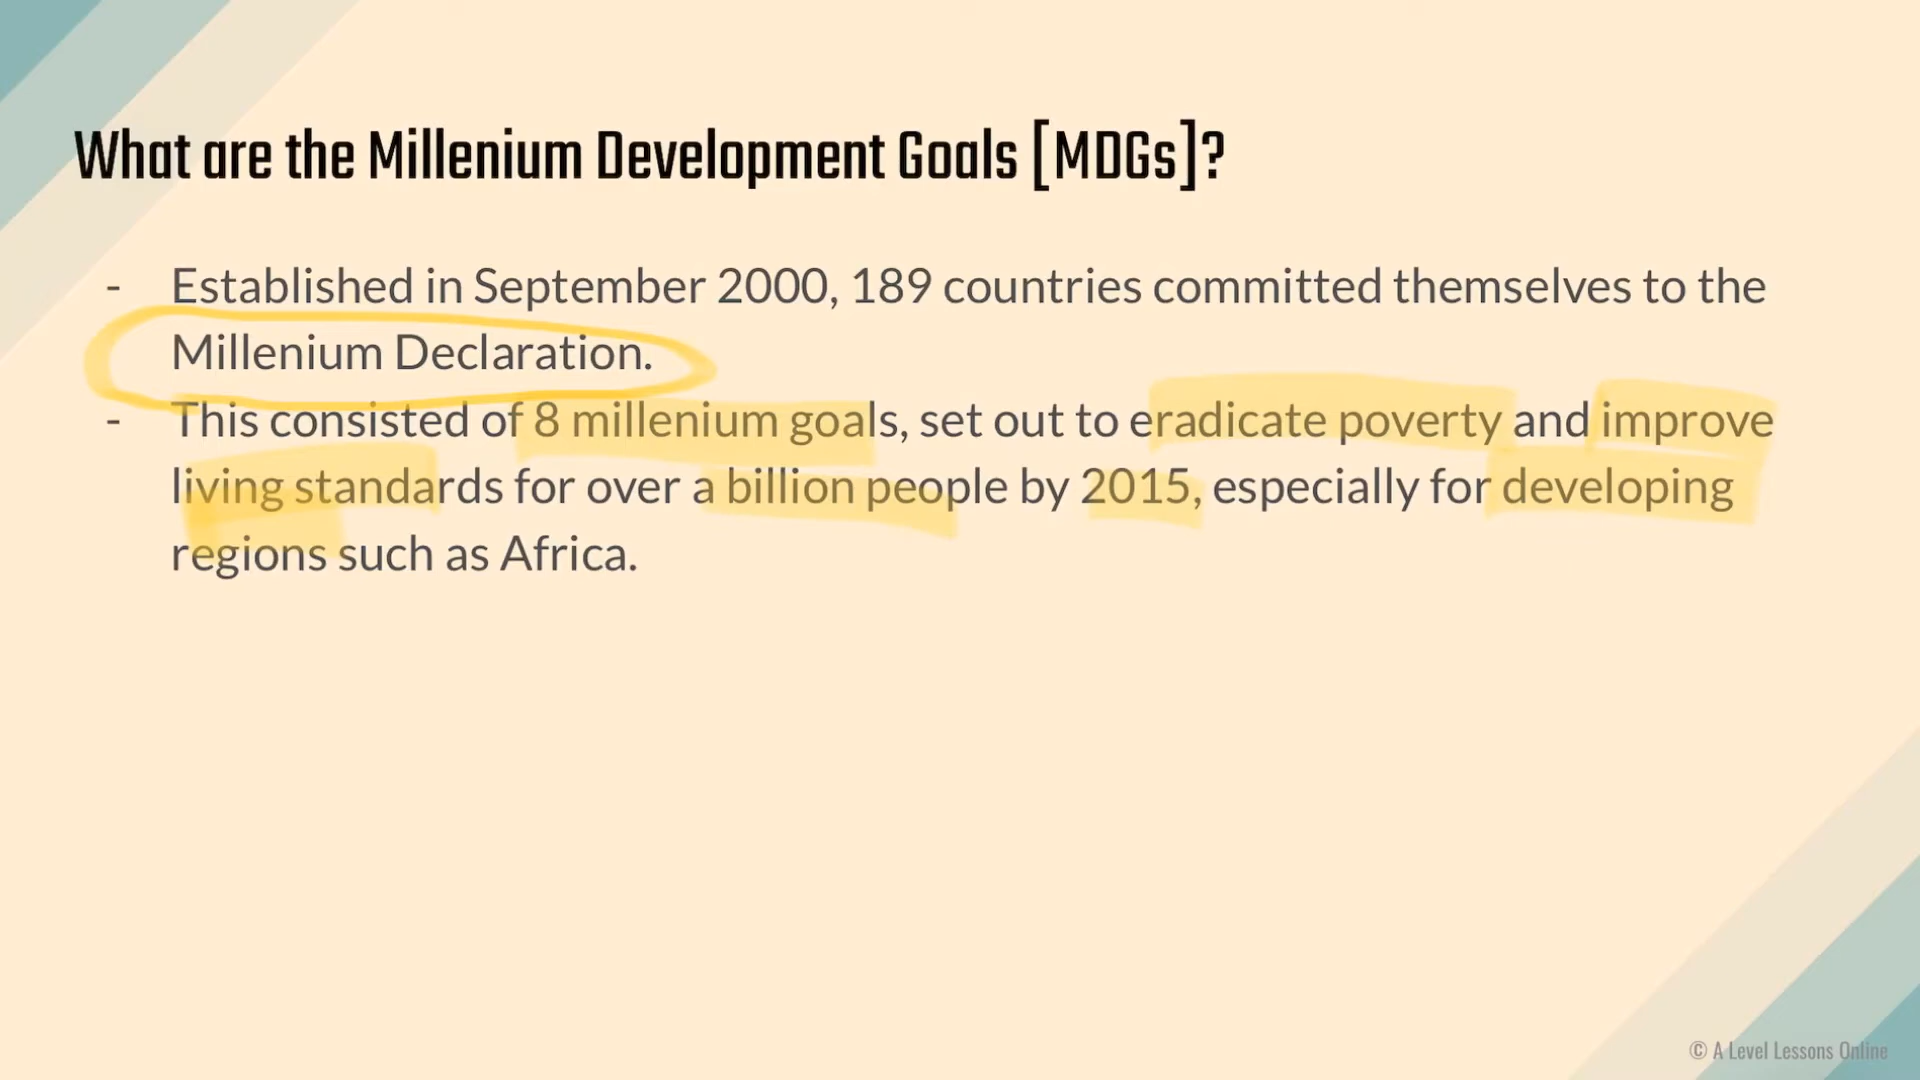 What are the Millenium Development Goals [MDGs]?
- Established in September 2000, 189 countries committed themselves to the
Millenium Declaration.
- This consisted of 8 millenium goals, set out to eradicate poverty and improve
living standards for over a billion people by 2015, especially for developing
regions such as Africa.
© A Level Lessons Online